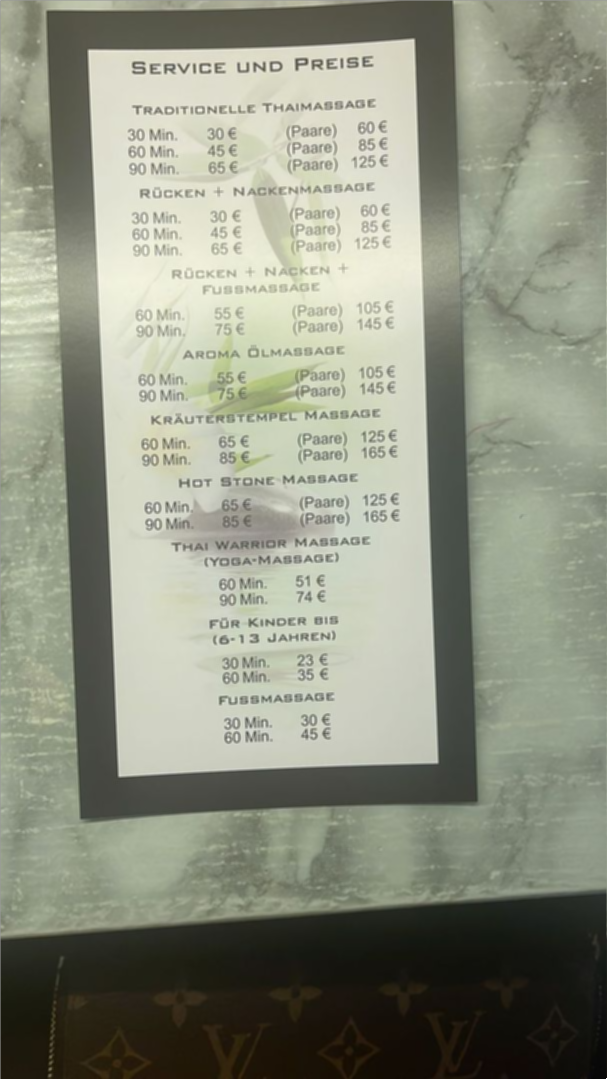 SERVICE UND PREISE
TRADITIONELLE THAIMASSAGE
30 Min. 30 € (Paare) 60 €
60 Min. 45 € (Paare) 85 €
90 Min. 65 € (Paare) 125 €
RÜCKEN + NACKENMASSAGE
30 Min. 30 € (Paare) 60 €
60 Min. 45 € (Paare) 85 €
90 Min. 65 € (Paare) 125 €
RÜCKEN + NACKEN +
FUSSMASSAGE
60 Min. 55 € (Paare) 105 €
90 Min. 75 € (Paare) 145 €
AROMA ÖLMASSAGE
60 Min. 55 € (Paare) 105 €
90 Min. 75 € (Paare) 145 €
KRÄUTERSTEMPEL MASSAGE
60 Min. 65 € (Paare) 125 €
90 Min. 85 € (Paare) 165 €
HOT STONE MASSAGE
60 Min. 65 € (Paare) 125 €
90 Min. 85 € (Paare) 165 €
THAI WARRIOR MASSAGE
(YOGA-MASSAGE)
60 Min. 51 €
90 Min. 74 €
FÜR KINDER BIS
(6-13 JAHREN)
30 Min. 23 €
60 Min. 35 €
FUSSMASSAGE
30 Min. 30 €
60 Min. 45 €
LV LV